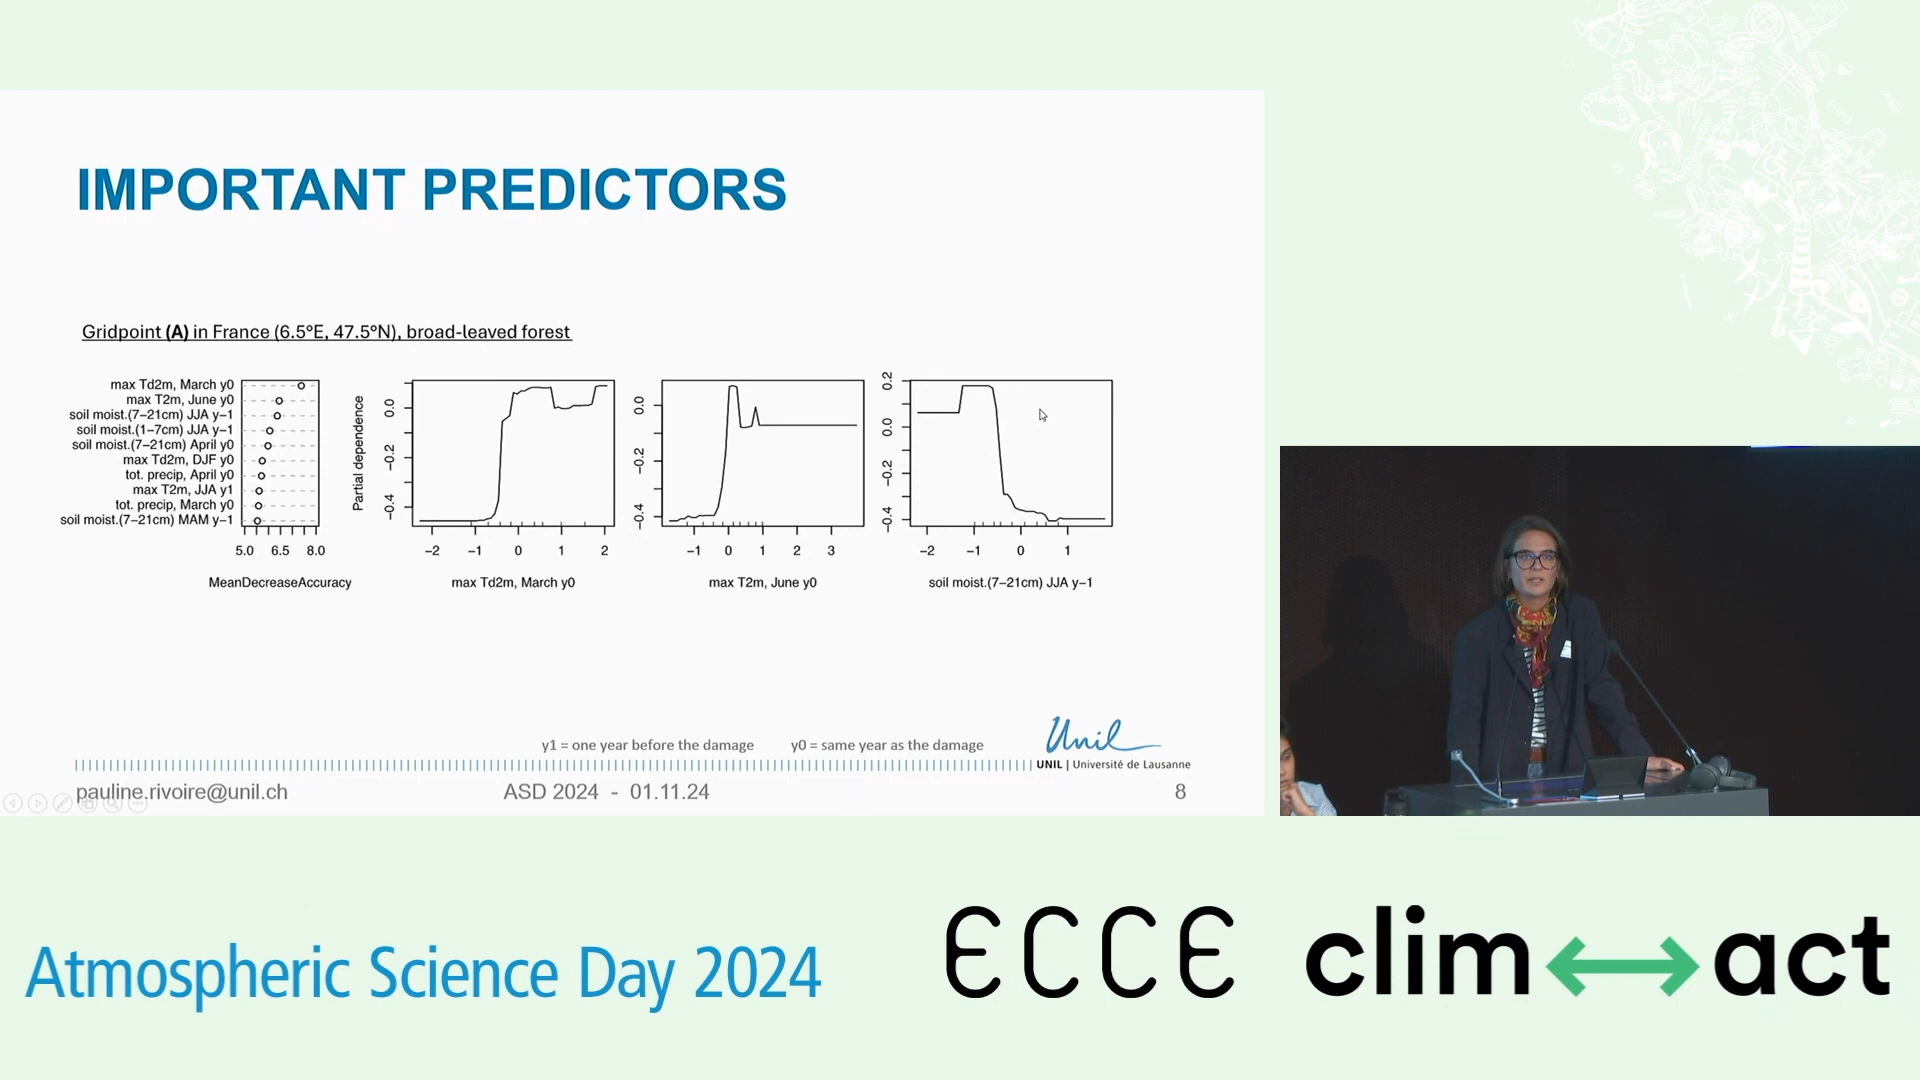 IMPORTANT PREDICTORS
Gridpoint (A) in France (6.5°E, 47.5°N), broad-leaved forest
max Td2m, March y0
max T2m, June y0
soil moist.(7−21cm) JJA y−1
soil moist.(1−7cm) JJA y−1
soil moist.(7−21cm) April y0
max Td2m, DJF y0
tot. precip, April y0
max T2m, JJA y1
tot. precip, March y0
soil moist.(7−21cm) MAM y−1
5.0 6.5 8.0
MeanDecreaseAccuracy
Partial dependence
0.0
−0.2
−0.4
−2 −1 0 1 2
max Td2m, March y0
0.0
−0.2
−0.4
−1 0 1 2 3
max T2m, June y0
0.2
0.0
−0.2
−0.4
−2 −1 0 1
soil moist.(7−21cm) JJA y−1
y1 = one year before the damage y0 = same year as the damage
Unil
UNIL | Université de Lausanne
pauline.rivoire@unil.ch ASD 2024 - 01.11.24 8
Atmospheric Science Day 2024
ECCE
clim act